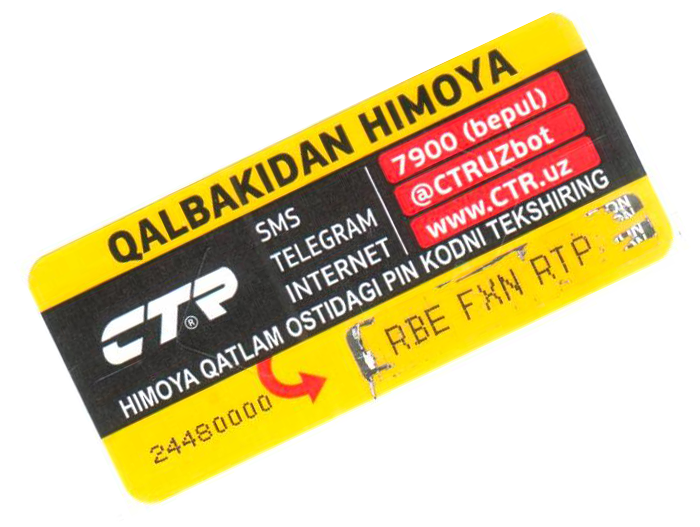 QALBAKIDAN HIMOYA
SMS
7900 (bepul)
TELEGRAM
@CTRUZbot
INTERNET
www.CTR.uz
CTR®
HIMOYA QATLAM OSTIDAGI PIN KODNI TEKSHIRING
24480000
RBE FXN RTP